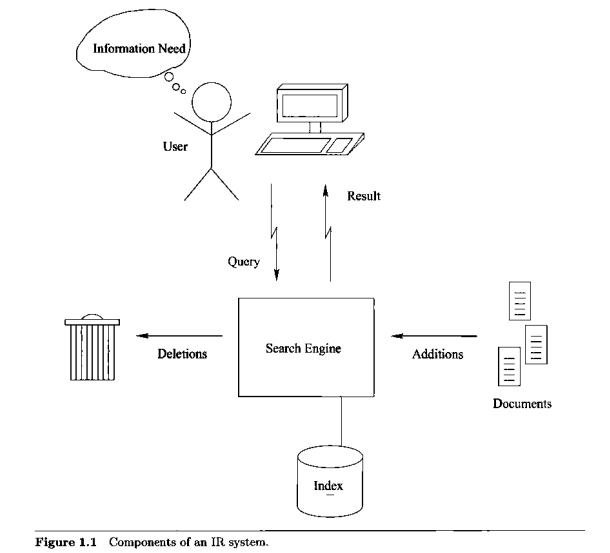 Information Need
User
Result
Query
Search Engine
Deletions
Additions
Documents
Index
Figure 1.1 Components of an IR system.